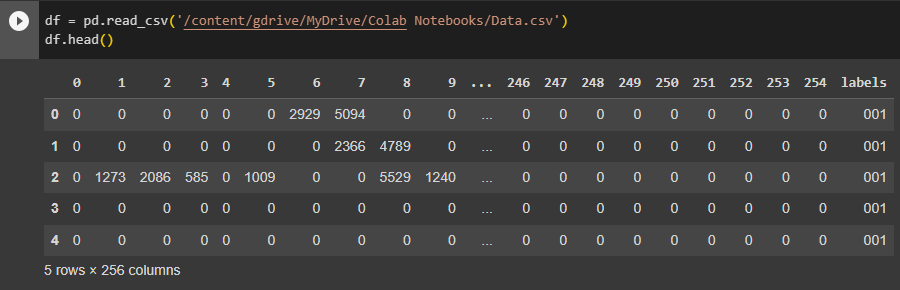 df = pd.read_csv('/content/gdrive/MyDrive/Colab Notebooks/Data.csv')
df.head()
0 1 2 3 4 5 6 7 8 9 ... 246 247 248 249 250 251 252 253 254 labels
0 0 0 0 0 0 0 2929 5094 0 0 ... 0 0 0 0 0 0 0 0 0 001
1 0 0 0 0 0 0 0 2366 4789 0 ... 0 0 0 0 0 0 0 0 0 001
2 0 1273 2086 585 0 1009 0 0 5529 1240 ... 0 0 0 0 0 0 0 0 0 001
3 0 0 0 0 0 0 0 0 0 0 ... 0 0 0 0 0 0 0 0 0 001
4 0 0 0 0 0 0 0 0 0 0 ... 0 0 0 0 0 0 0 0 0 001
5 rows × 256 columns